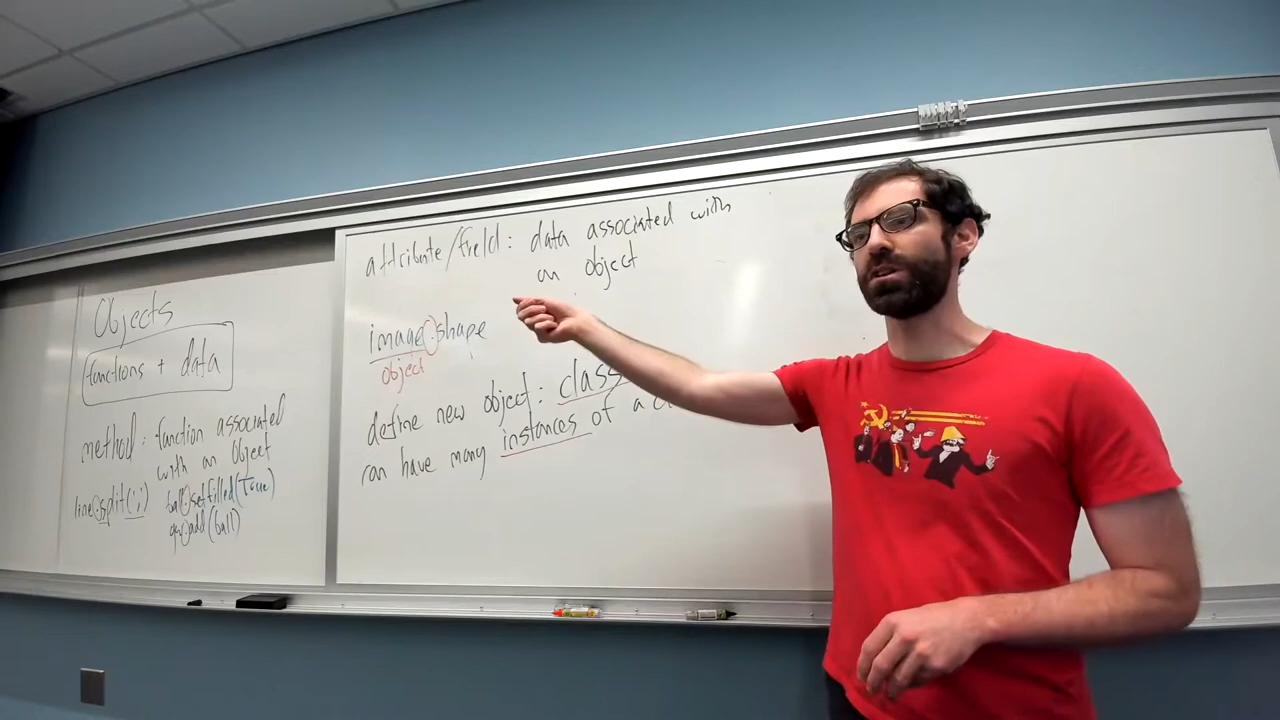 Objects
functions + data
method: function associated
with an Object
line.split(',')
ball.setfilled(True)
gw.add(ball)
attribute/field: data associated with
an object
image.shape
object
define new object: class
can have many instances of a